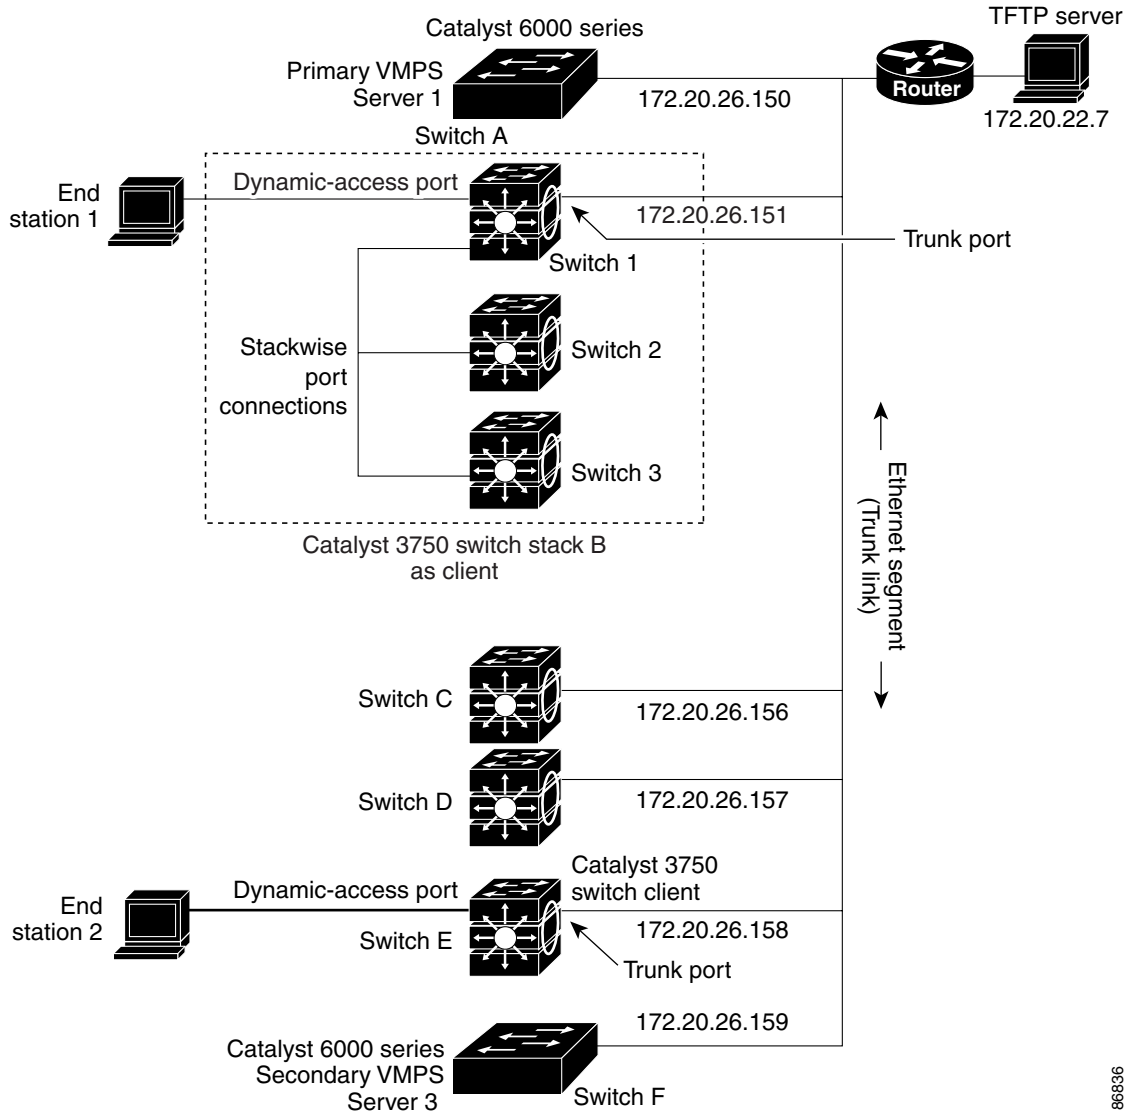 TFTP server
Catalyst 6000 series
Primary VMPS
Server 1
172.20.26.150
Router
172.20.22.7
Switch A
End
station 1
Dynamic-access port
172.20.26.151
Trunk port
Switch 1
Stackwise
port
connections
Switch 2
Switch 3
Catalyst 3750 switch stack B
as client
Ethernet segment
(Trunk link)
Switch C
172.20.26.156
Switch D
172.20.26.157
Catalyst 3750
switch client
End
station 2
Dynamic-access port
Switch E
172.20.26.158
Trunk port
172.20.26.159
Catalyst 6000 series
Secondary VMPS
Server 3
Switch F
86836